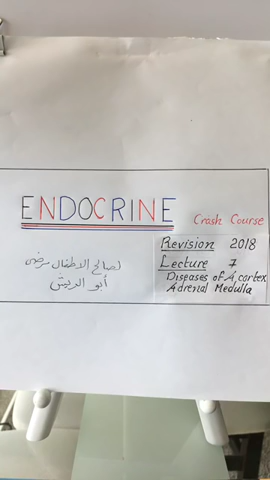 ENDOCRINE
Crash Course
Revision 2018
Lecture 7
Diseases of A cortex
Adrenal Medulla
لصالح الاطفال مرضى
أبو الريش